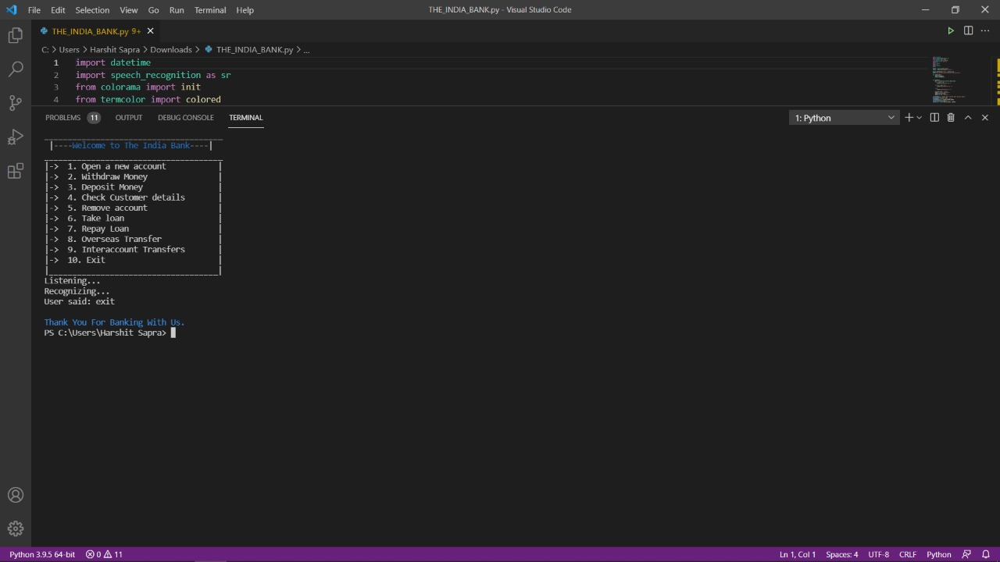 File Edit Selection View Go Run Terminal Help THE_INDIA_BANK.py - Visual Studio Code
THE_INDIA_BANK.py 9+
C: > Users > Harshit Sapra > Downloads > THE_INDIA_BANK.py > ...
1 import datetime
2 import speech_recognition as sr
3 from colorama import init
4 from termcolor import colored
PROBLEMS 11 OUTPUT DEBUG CONSOLE TERMINAL 1: Python
______________________________________
|----Welcome to The India Bank----|
______________________________________
|-> 1. Open a new account |
|-> 2. Withdraw Money |
|-> 3. Deposit Money |
|-> 4. Check Customer details |
|-> 5. Remove account |
|-> 6. Take loan |
|-> 7. Repay Loan |
|-> 8. Overseas Transfer |
|-> 9. Interaccount Transfers |
|-> 10. Exit |
|____________________________________|
Listening...
Recognizing...
User said: exit
Thank You For Banking With Us.
PS C:\Users\Harshit Sapra>
Python 3.9.5 64-bit 0 11 Ln 1, Col 1 Spaces: 4 UTF-8 CRLF Python